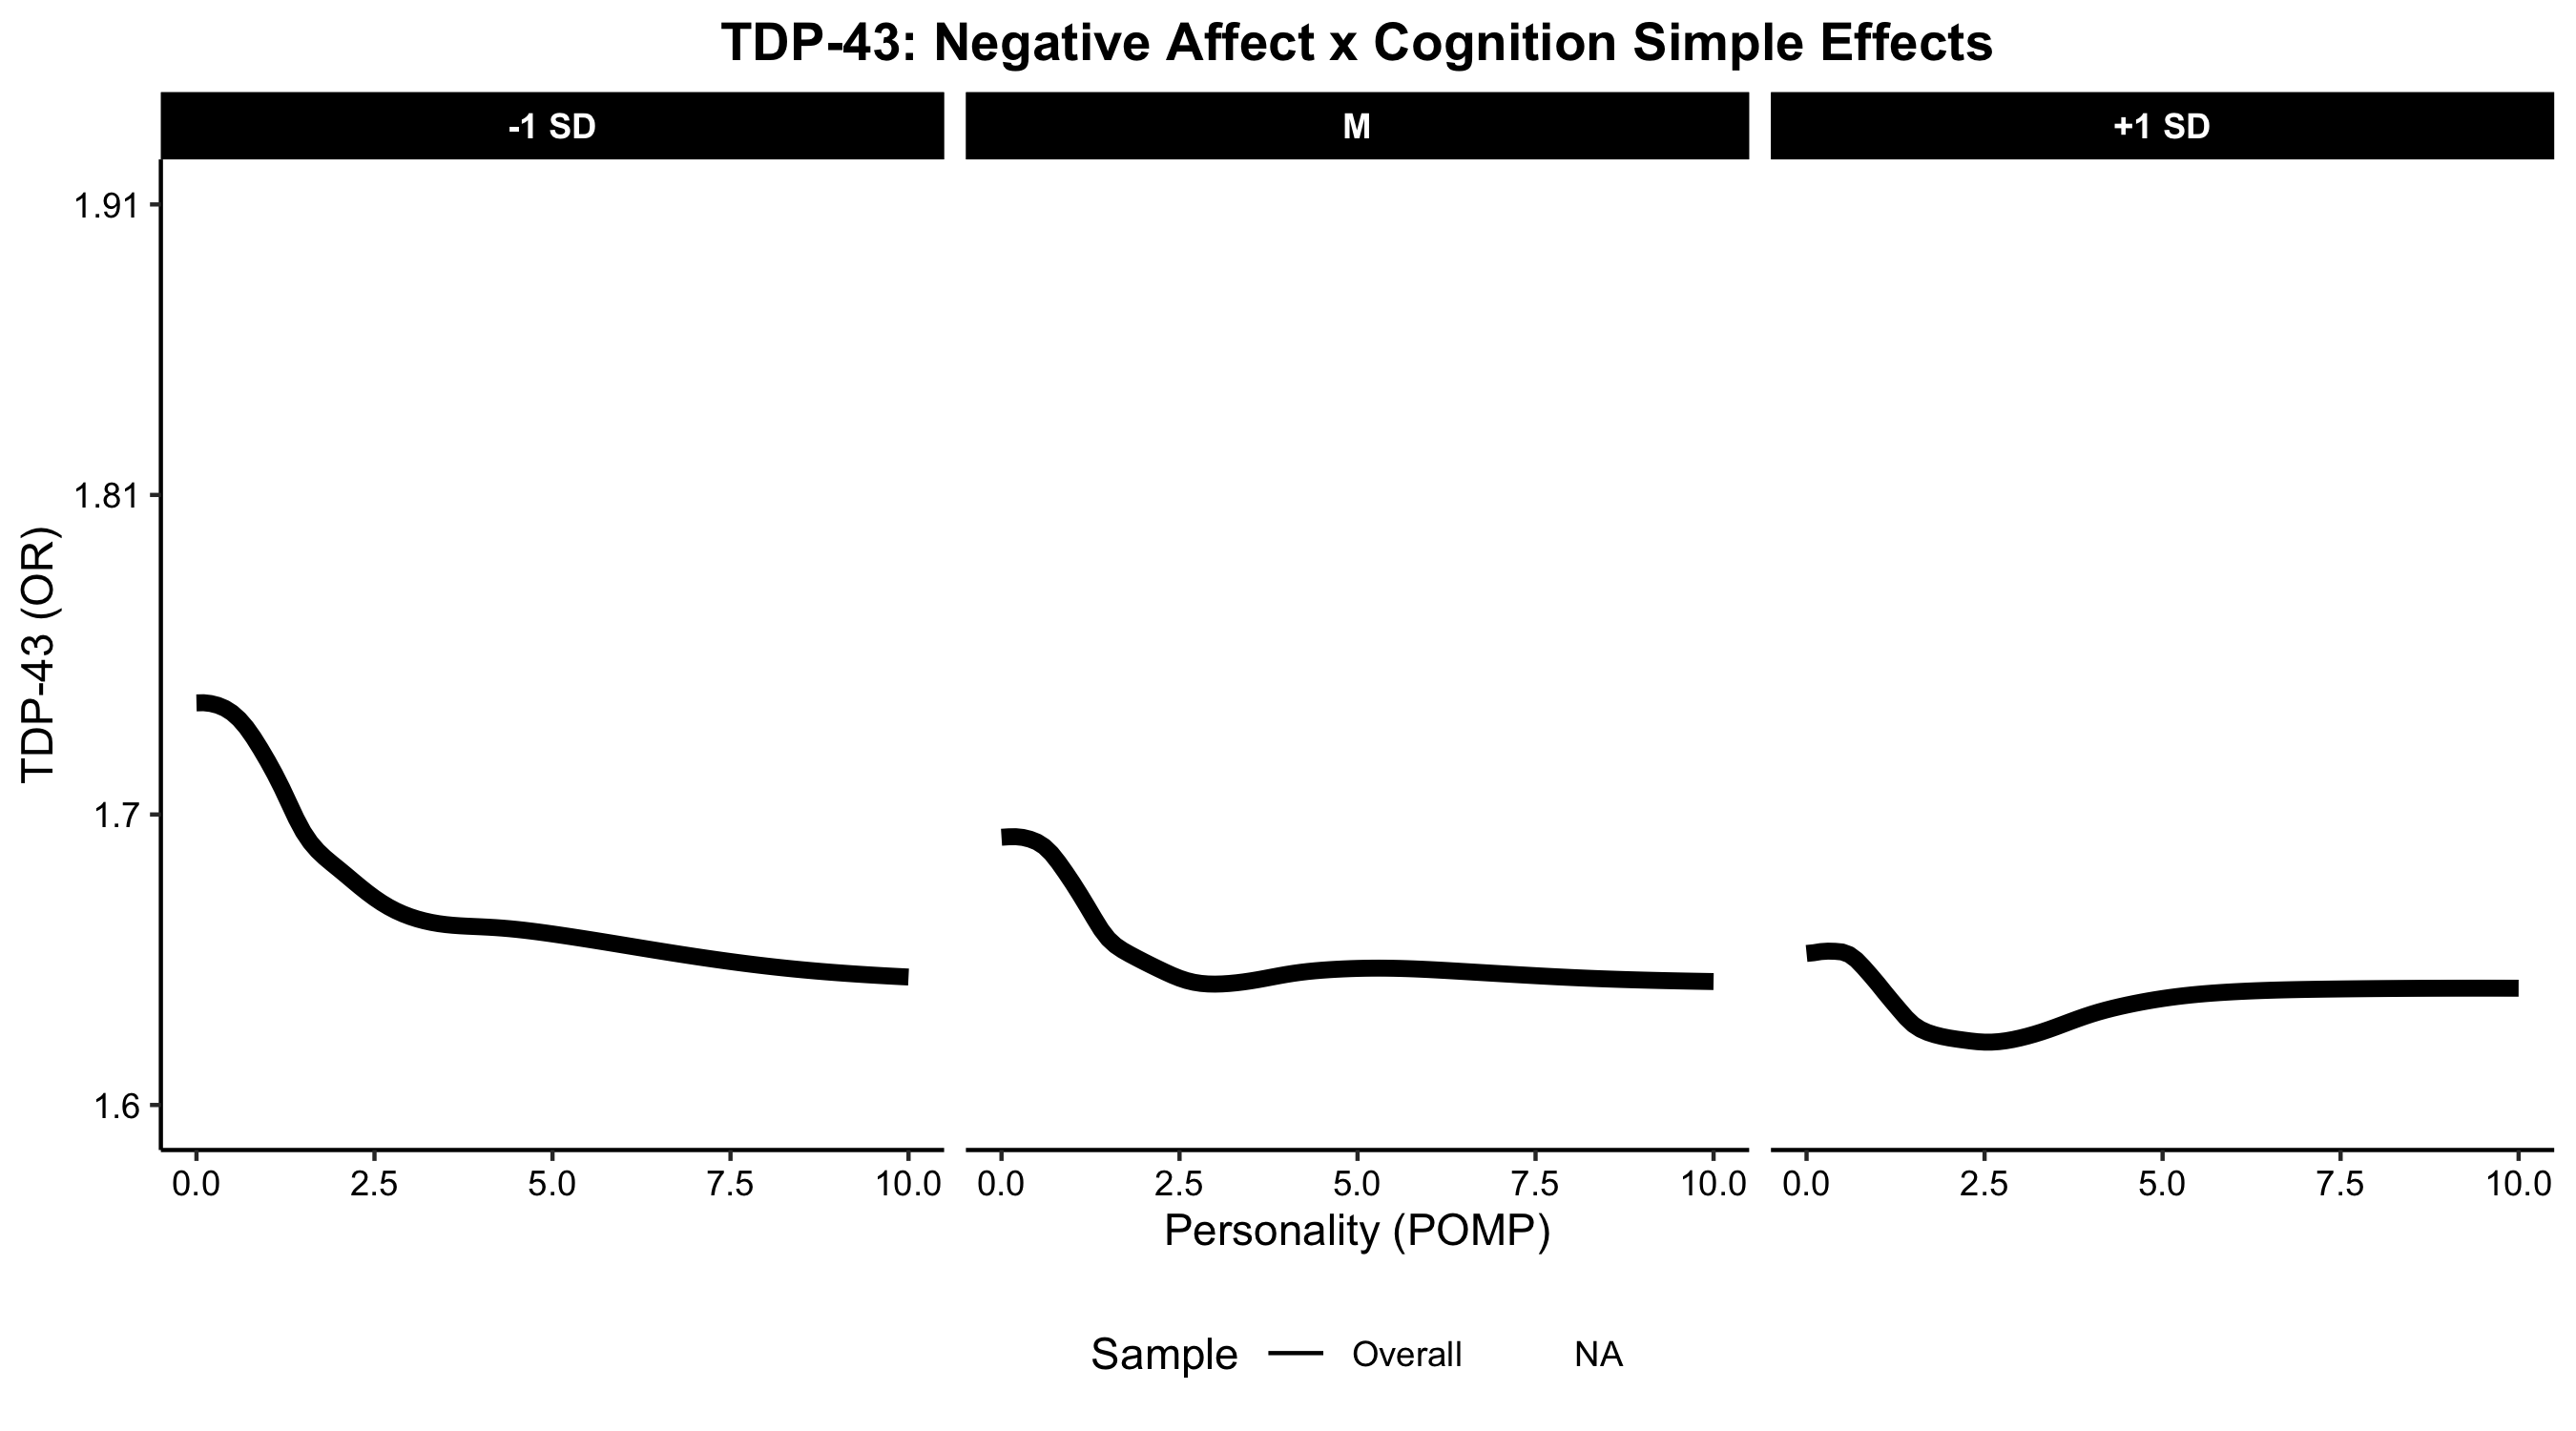 TDP-43: Negative Affect x Cognition Simple Effects
-1 SD M +1 SD
1.91
1.81
1.7
1.6
TDP-43 (OR)
0.0 2.5 5.0 7.5 10.0 0.0 2.5 5.0 7.5 10.0 0.0 2.5 5.0 7.5 10.0
Personality (POMP)
Sample Overall NA